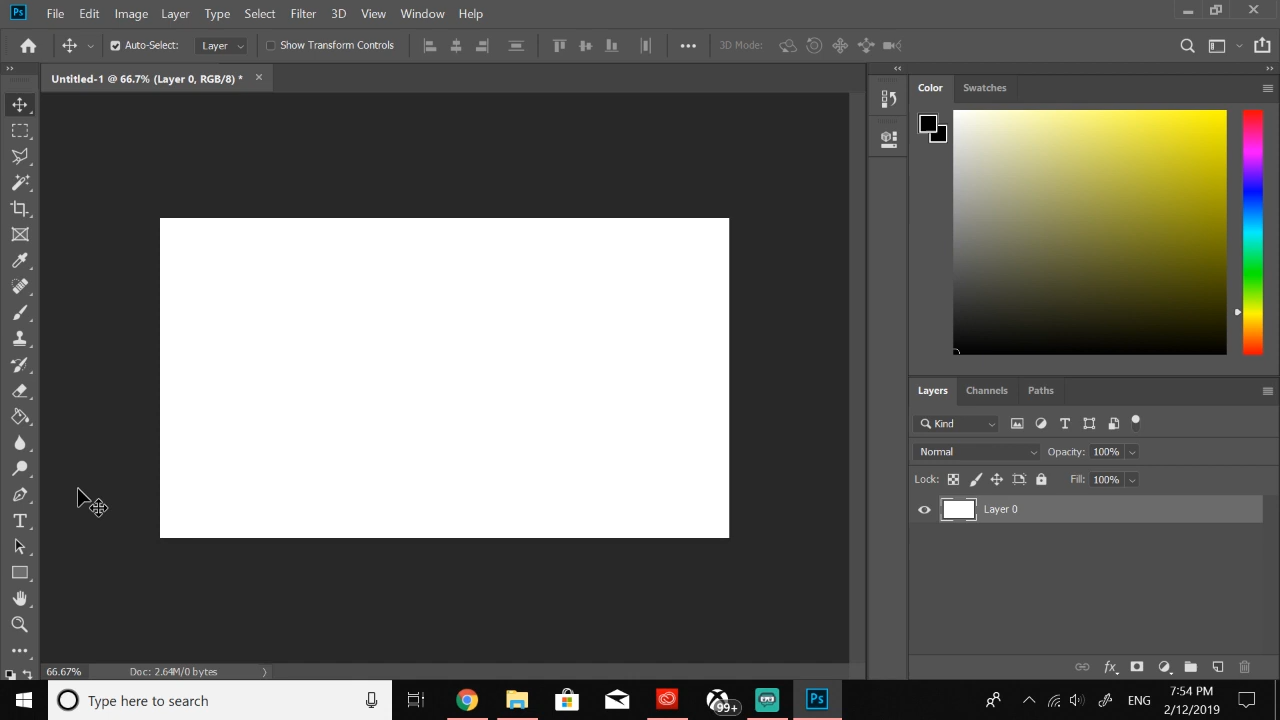 Ps File Edit Image Layer Type Select Filter 3D View Window Help
Auto-Select: Layer Show Transform Controls 3D Mode:
Untitled-1 @ 66.7% (Layer 0, RGB/8) *
Color Swatches
Layers Channels Paths
Kind
Normal Opacity: 100%
Lock: Fill: 100%
Layer 0
66.67% Doc: 2.64M/0 bytes
Type here to search 99+ Ps ENG 7:54 PM
2/12/2019